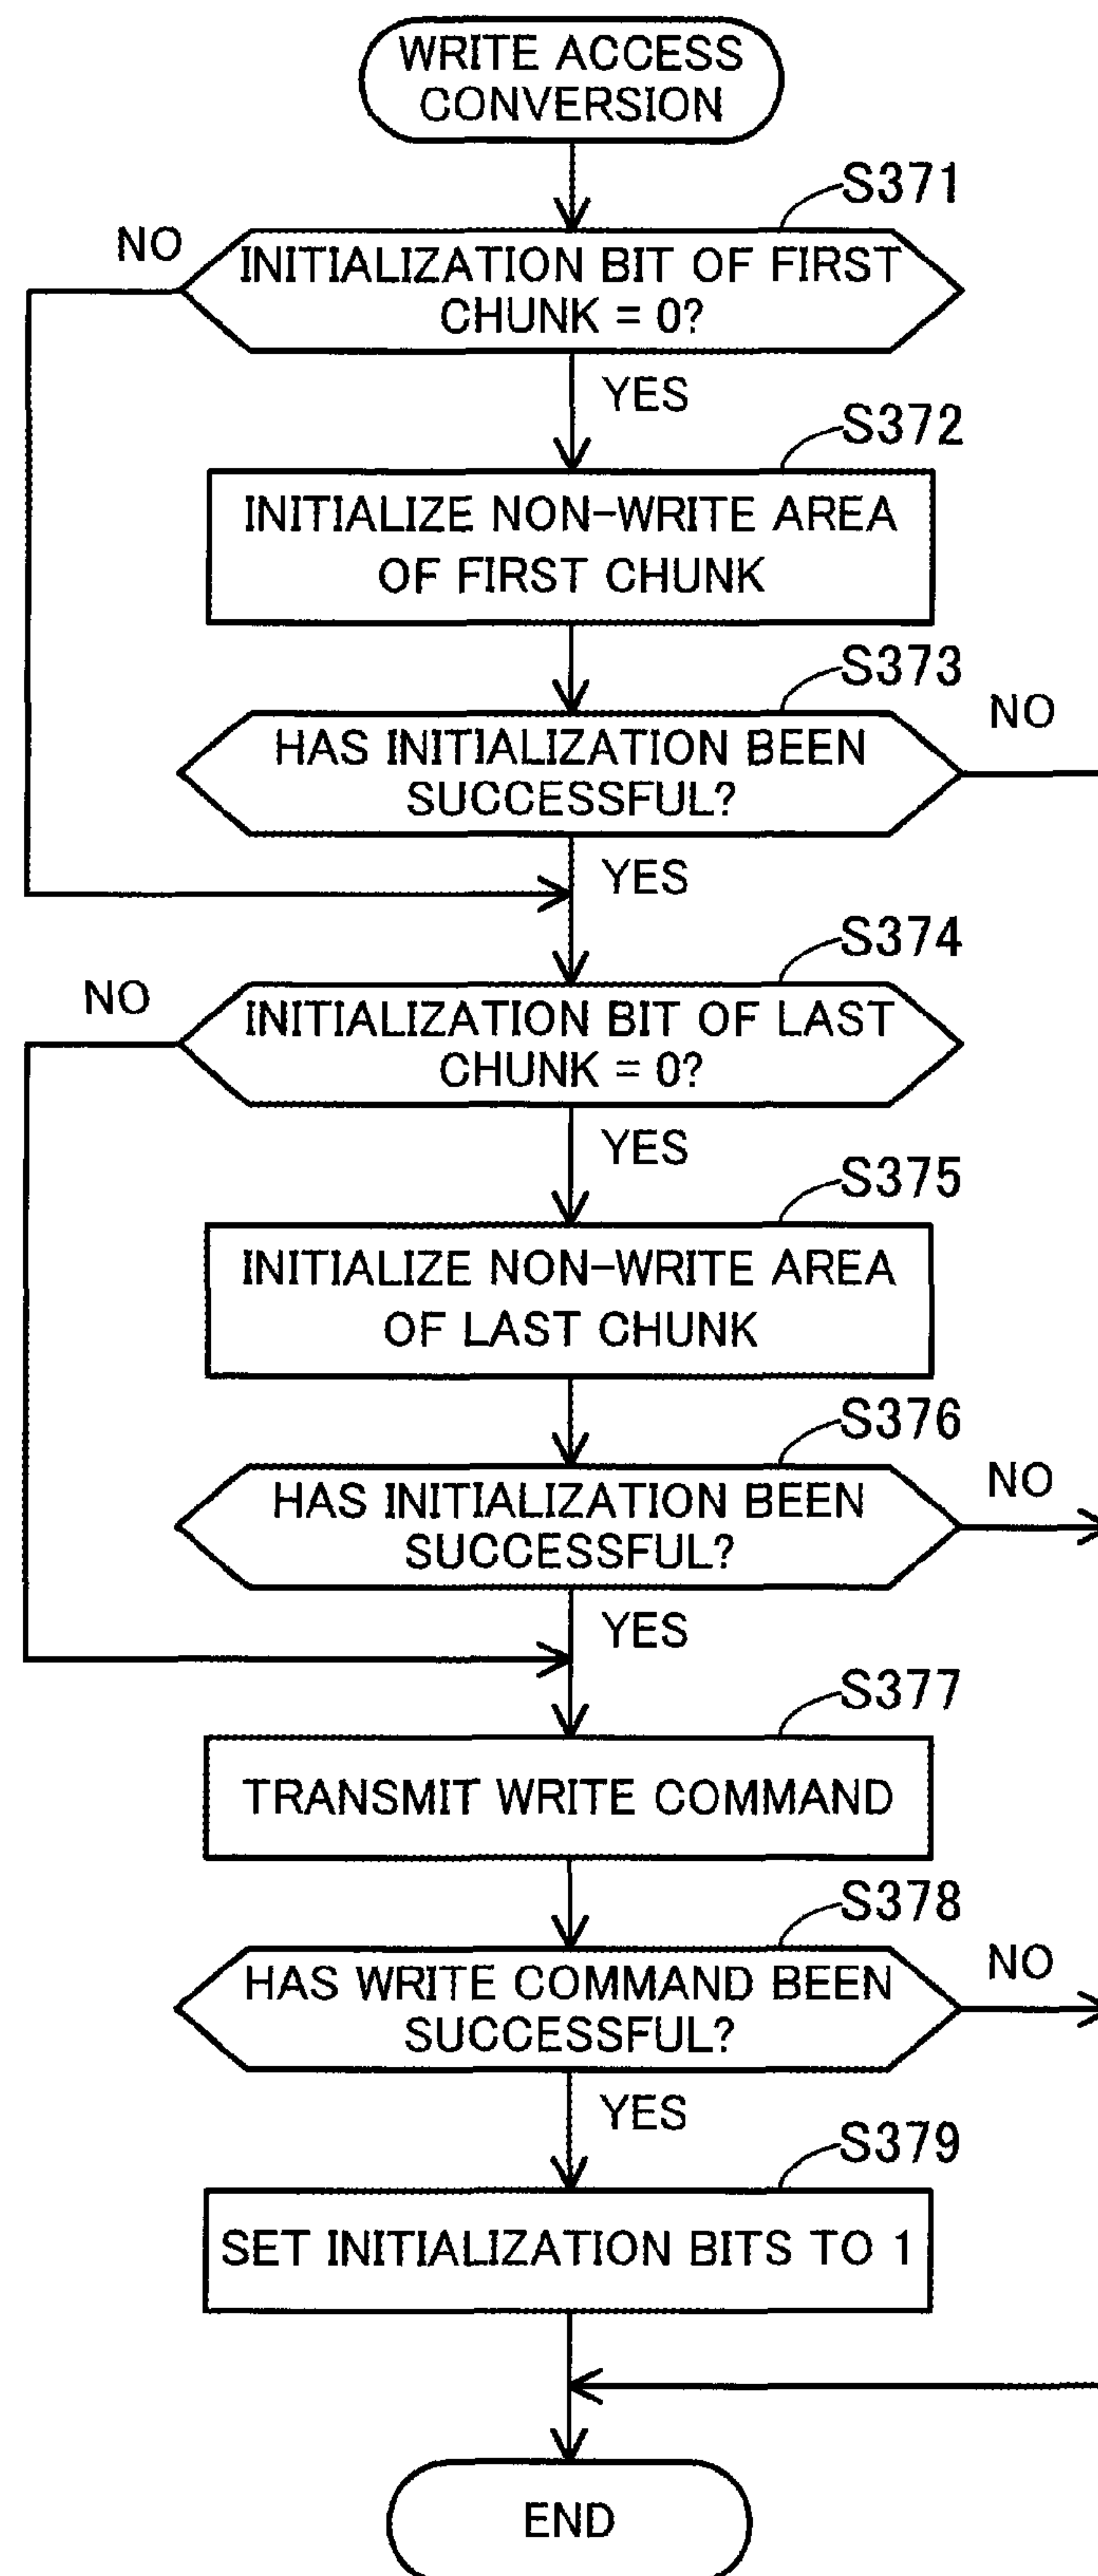 WRITE ACCESS
CONVERSION
S371
NO
INITIALIZATION BIT OF FIRST
CHUNK = 0?
YES
S372
INITIALIZE NON-WRITE AREA
OF FIRST CHUNK
S373
NO
HAS INITIALIZATION BEEN
SUCCESSFUL?
YES
S374
NO
INITIALIZATION BIT OF LAST
CHUNK = 0?
YES
S375
INITIALIZE NON-WRITE AREA
OF LAST CHUNK
S376
NO
HAS INITIALIZATION BEEN
SUCCESSFUL?
YES
S377
TRANSMIT WRITE COMMAND
S378
NO
HAS WRITE COMMAND BEEN
SUCCESSFUL?
YES
S379
SET INITIALIZATION BITS TO 1
END